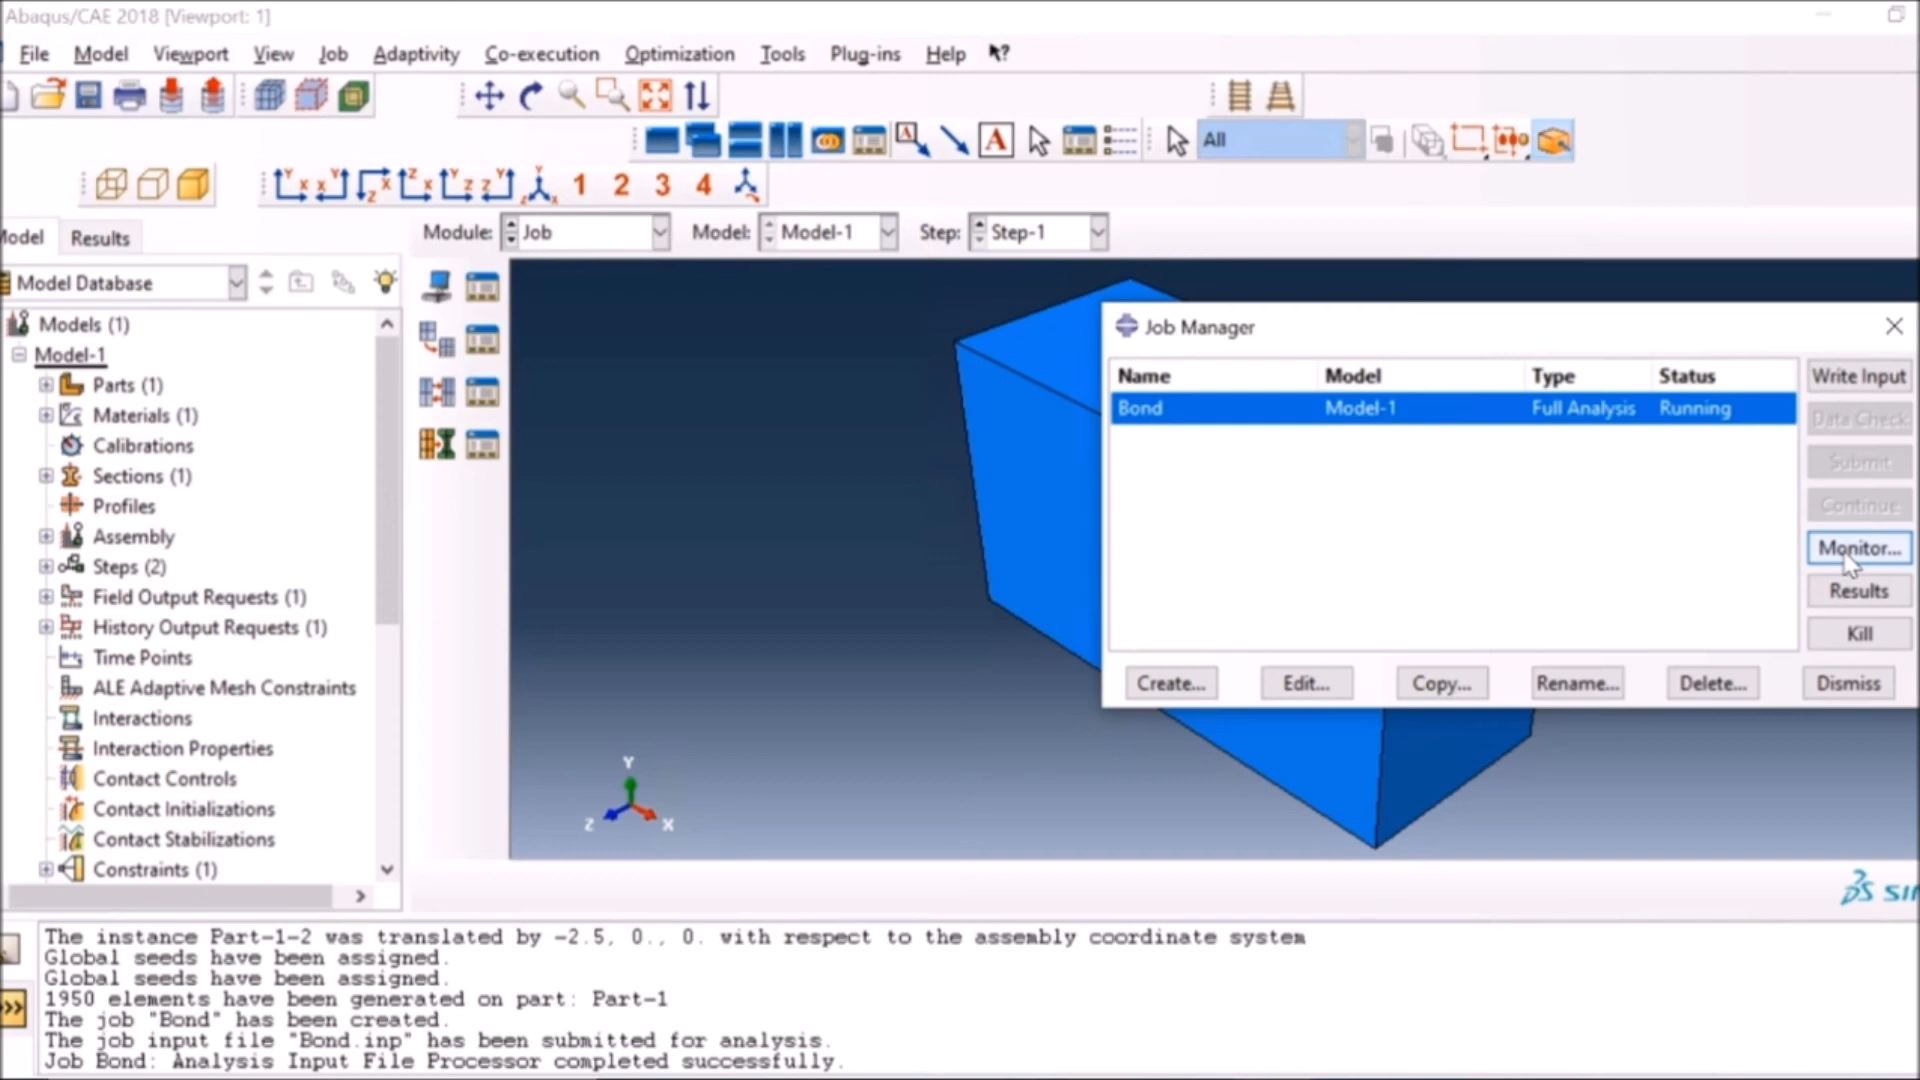 Abaqus/CAE 2018 [Viewport: 1]
File Model Viewport View Job Adaptivity Co-execution Optimization Tools Plug-ins Help ?
A A All
1 2 3 4
Model Results Module: Job Model: Model-1 Step: Step-1
Model Database
Models (1)
Model-1
Parts (1)
Materials (1)
Calibrations
Sections (1)
Profiles
Assembly
Steps (2)
Field Output Requests (1)
History Output Requests (1)
Time Points
ALE Adaptive Mesh Constraints
Interactions
Interaction Properties
Contact Controls
Contact Initializations
Contact Stabilizations
Constraints (1)
Job Manager
Name Model Type Status
Bond Model-1 Full Analysis Running
Write Input
Data Check
Submit
Continue
Monitor...
Results
Kill
Create... Edit... Copy... Rename... Delete... Dismiss
Y
Z X
The instance Part-1-2 was translated by -2.5, 0., 0. with respect to the assembly coordinate system
Global seeds have been assigned.
Global seeds have been assigned.
1950 elements have been generated on part: Part-1
The job "Bond" has been created.
The job input file "Bond.inp" has been submitted for analysis.
Job Bond: Analysis Input File Processor completed successfully.
>>>